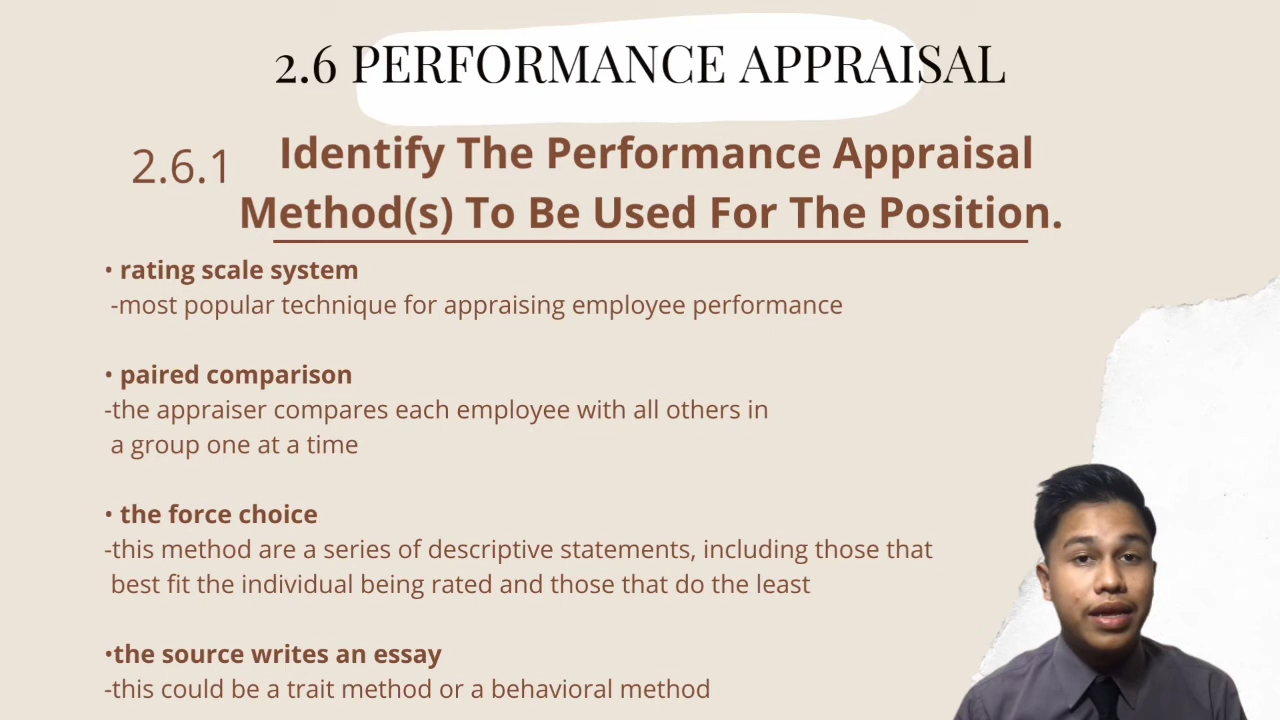 2.6 PERFORMANCE APPRAISAL
2.6.1 Identify The Performance Appraisal
Method(s) To Be Used For The Position.
• rating scale system
-most popular technique for appraising employee performance
• paired comparison
-the appraiser compares each employee with all others in
a group one at a time
• the force choice
-this method are a series of descriptive statements, including those that
best fit the individual being rated and those that do the least
•the source writes an essay
-this could be a trait method or a behavioral method